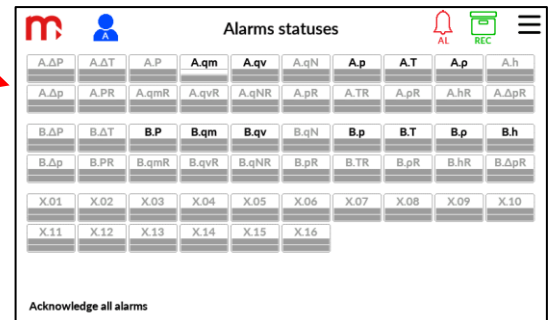 A
Alarms statuses
AL
REC
A.ΔP A.ΔT A.P A.qm A.qv A.qN A.p A.T A.ρ A.h
A.Δp A.PR A.qmR A.qvR A.qNR A.pR A.TR A.ρR A.hR A.ΔpR
B.ΔP B.ΔT B.P B.qm B.qv B.qN B.p B.T B.ρ B.h
B.Δp B.PR B.qmR B.qvR B.qNR B.pR B.TR B.ρR B.hR B.ΔpR
X.01 X.02 X.03 X.04 X.05 X.06 X.07 X.08 X.09 X.10
X.11 X.12 X.13 X.14 X.15 X.16
Acknowledge all alarms